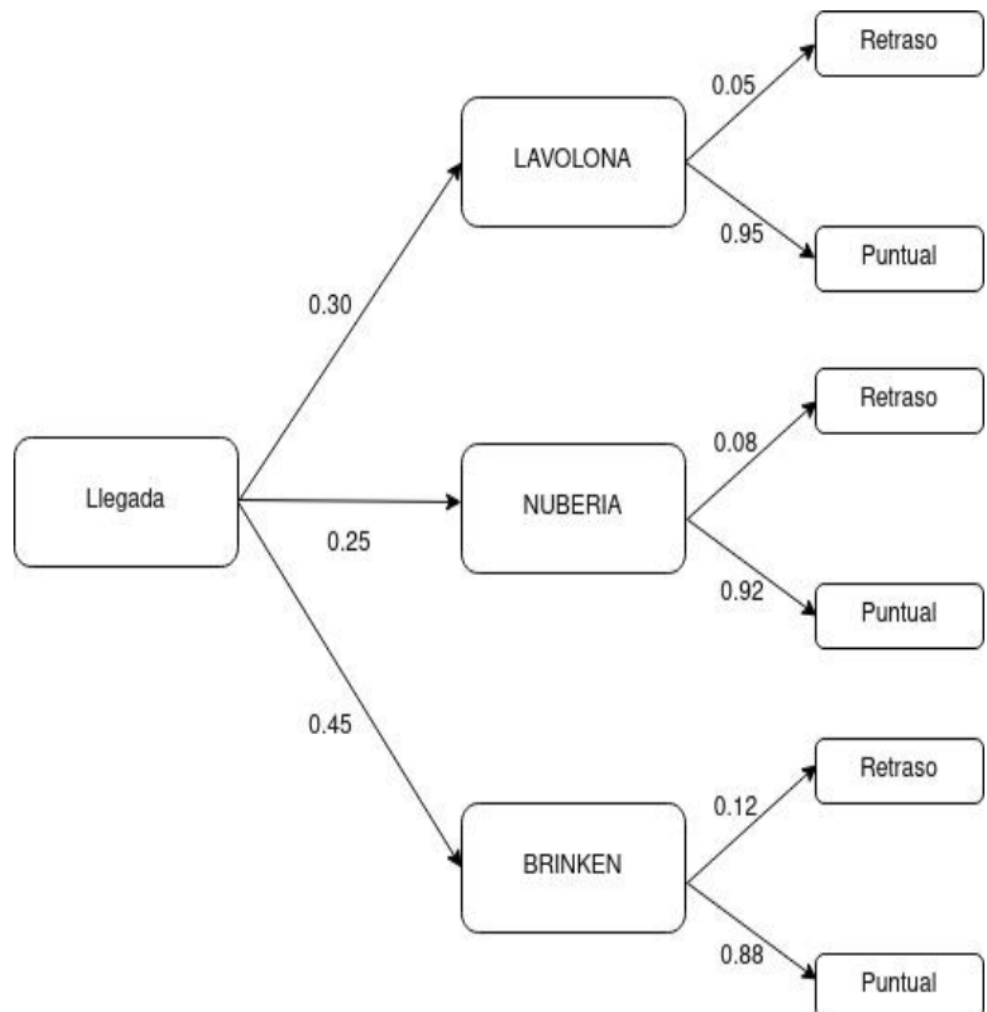 Retraso
0.05
LAVOLONA
0.95
Puntual
0.30
Retraso
0.08
Llegada
NUBERIA
0.25
0.92
Puntual
0.45
Retraso
0.12
BRINKEN
0.88
Puntual